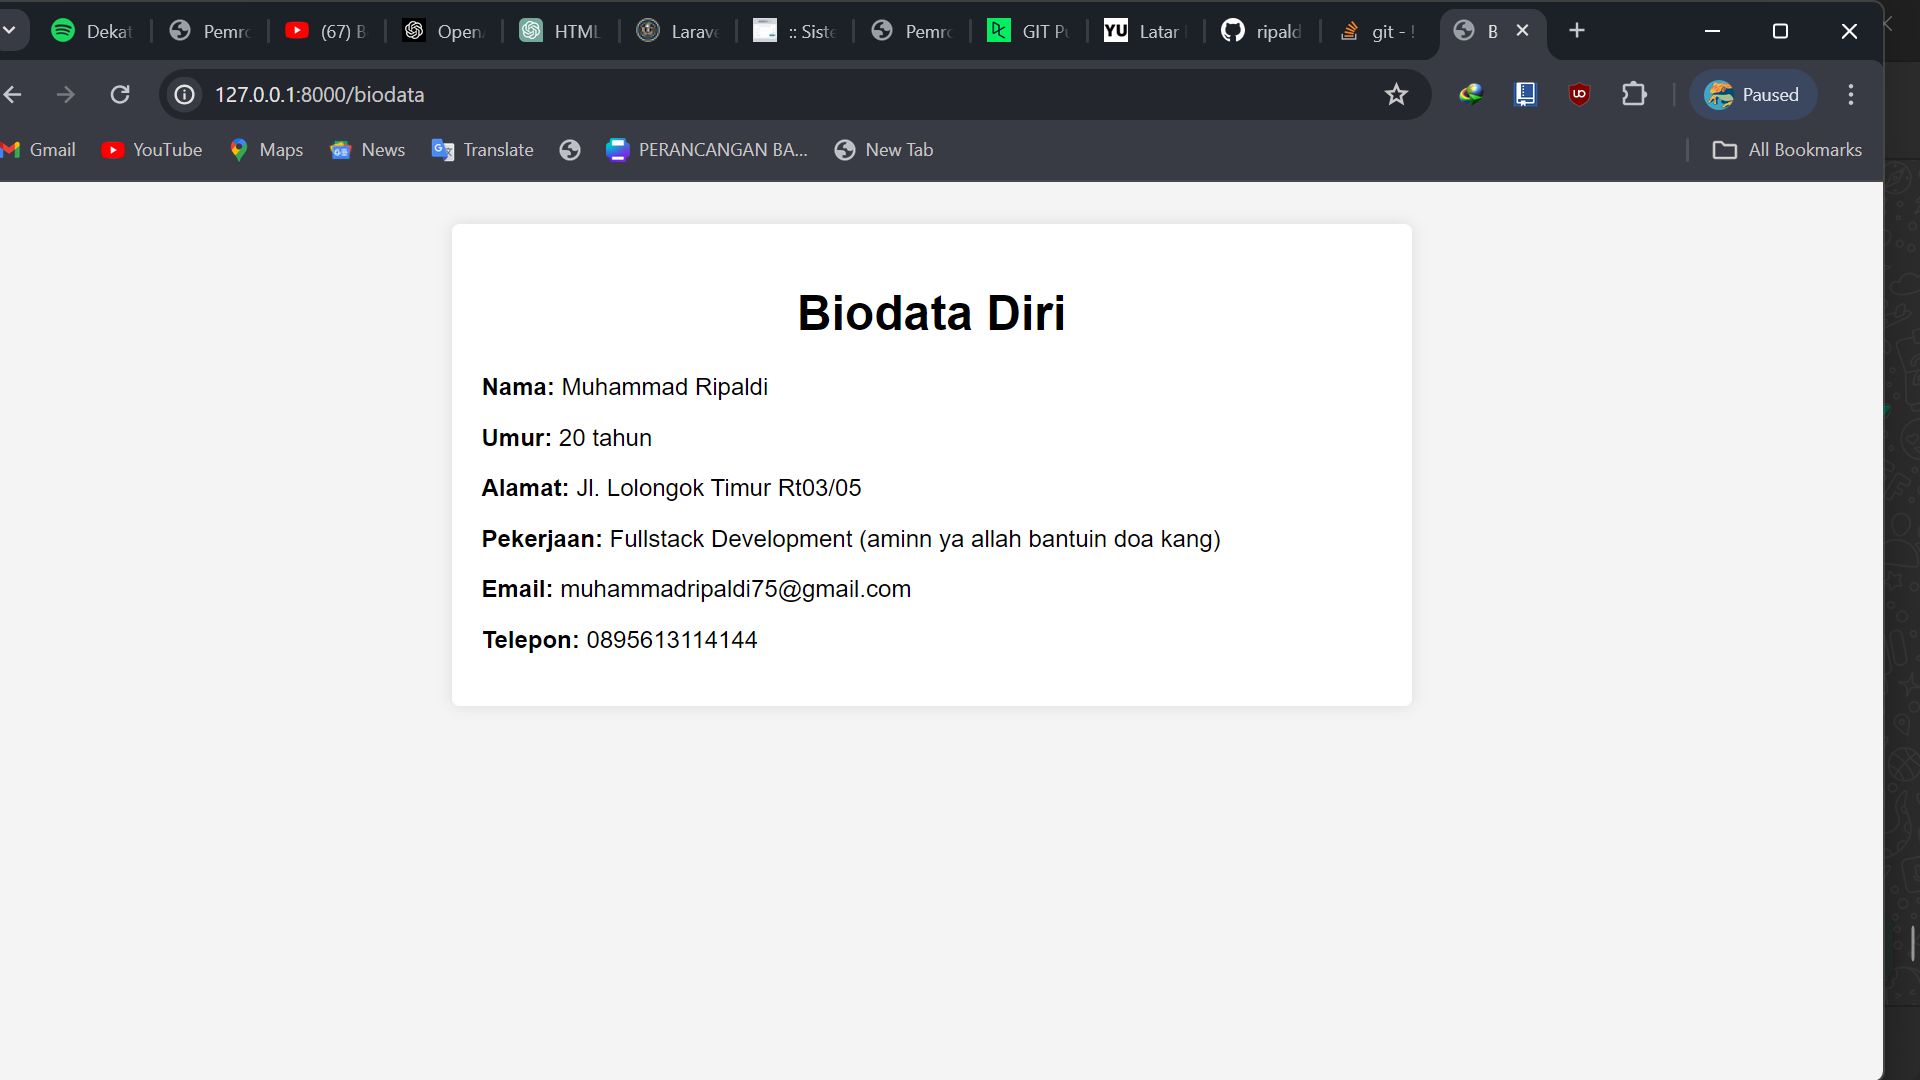 Dekat
Pemro
(67) B
Open
HTML
Larave
:: Siste
Pemro
GIT Pu
YU Latar
ripald
git - !
B
127.0.0.1:8000/biodata
Paused
Gmail
YouTube
Maps
News
Translate
PERANCANGAN BA...
New Tab
All Bookmarks
Biodata Diri
Nama: Muhammad Ripaldi
Umur: 20 tahun
Alamat: Jl. Lolongok Timur Rt03/05
Pekerjaan: Fullstack Development (aminn ya allah bantuin doa kang)
Email: muhammadripaldi75@gmail.com
Telepon: 0895613114144